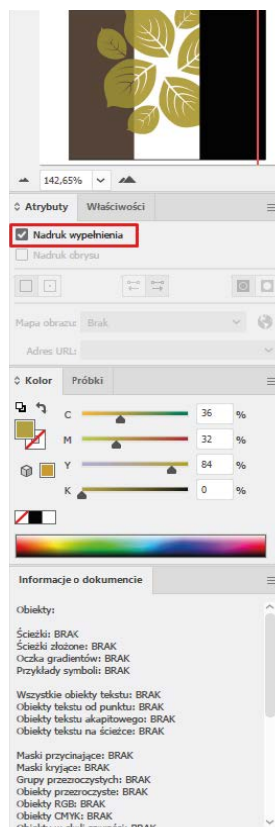 142,65%
Atrybuty Właściwości
Nadruk wypełnienia
Nadruk obrysu
Mapa obrazu: Brak
Adres URL:
Kolor Próbki
C 36 %
M 32 %
Y 84 %
K 0 %
Informacje o dokumencie
Obiekty:
Ścieżki: BRAK
Ścieżki złożone: BRAK
Oczka gradientów: BRAK
Przykłady symboli: BRAK
Wszystkie obiekty tekstu: BRAK
Obiekty tekstu od punktu: BRAK
Obiekty tekstu akapitowego: BRAK
Obiekty tekstu na ścieżce: BRAK
Maski przycinające: BRAK
Maski kryjące: BRAK
Grupy przezroczystych: BRAK
Obiekty przezroczyste: BRAK
Obiekty RGB: BRAK
Obiekty CMYK: BRAK